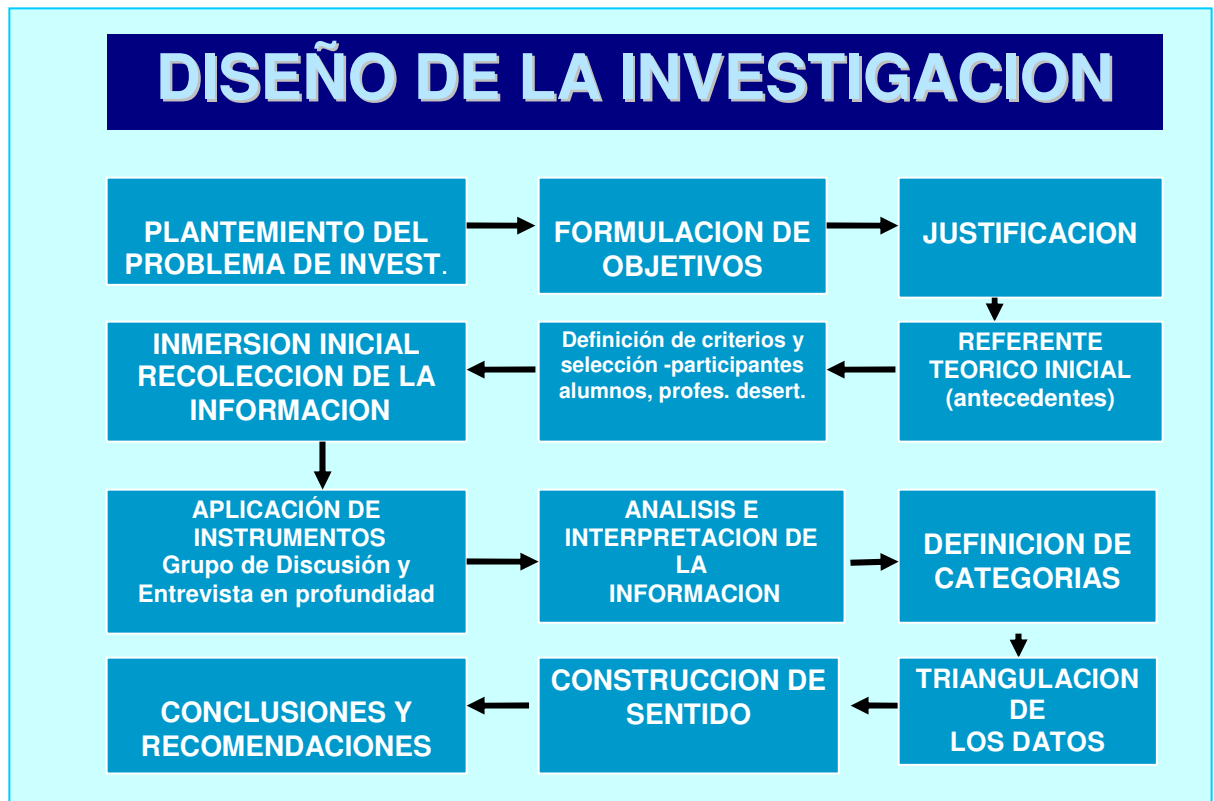 DISEÑO DE LA INVESTIGACION
PLANTEMIENTO DEL
PROBLEMA DE INVEST.
FORMULACION DE
OBJETIVOS
JUSTIFICACION
REFERENTE
TEORICO INICIAL
(antecedentes)
Definición de criterios y
selección -participantes
alumnos, profes. desert.
INMERSION INICIAL
RECOLECCION DE LA
INFORMACION
APLICACIÓN DE
INSTRUMENTOS
Grupo de Discusión y
Entrevista en profundidad
ANALISIS E
INTERPRETACION DE
LA
INFORMACION
DEFINICION DE
CATEGORIAS
TRIANGULACION
DE
LOS DATOS
CONSTRUCCION DE
SENTIDO
CONCLUSIONES Y
RECOMENDACIONES